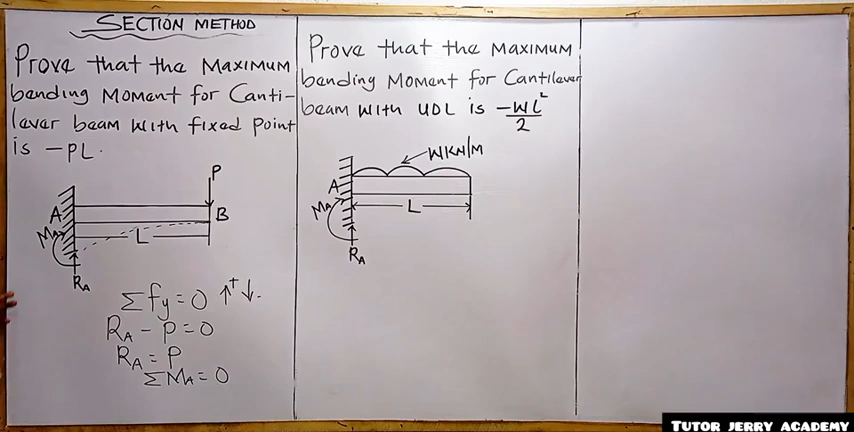 SECTION METHOD
Prove that the MAXIMUM
bending Moment for Canti-
lever beam with fixed Point
is -PL.
P
A
B
MA
L
RA
Σfy=0 ↑+ ↓-
RA - P=0
RA = P
ΣMA=0
Prove that the MAXIMUM
bending Moment for Cantilever
beam with UDL is -WL²/2
WKN/M
A
MA
L
RA
TUTOR JERRY ACADEMY